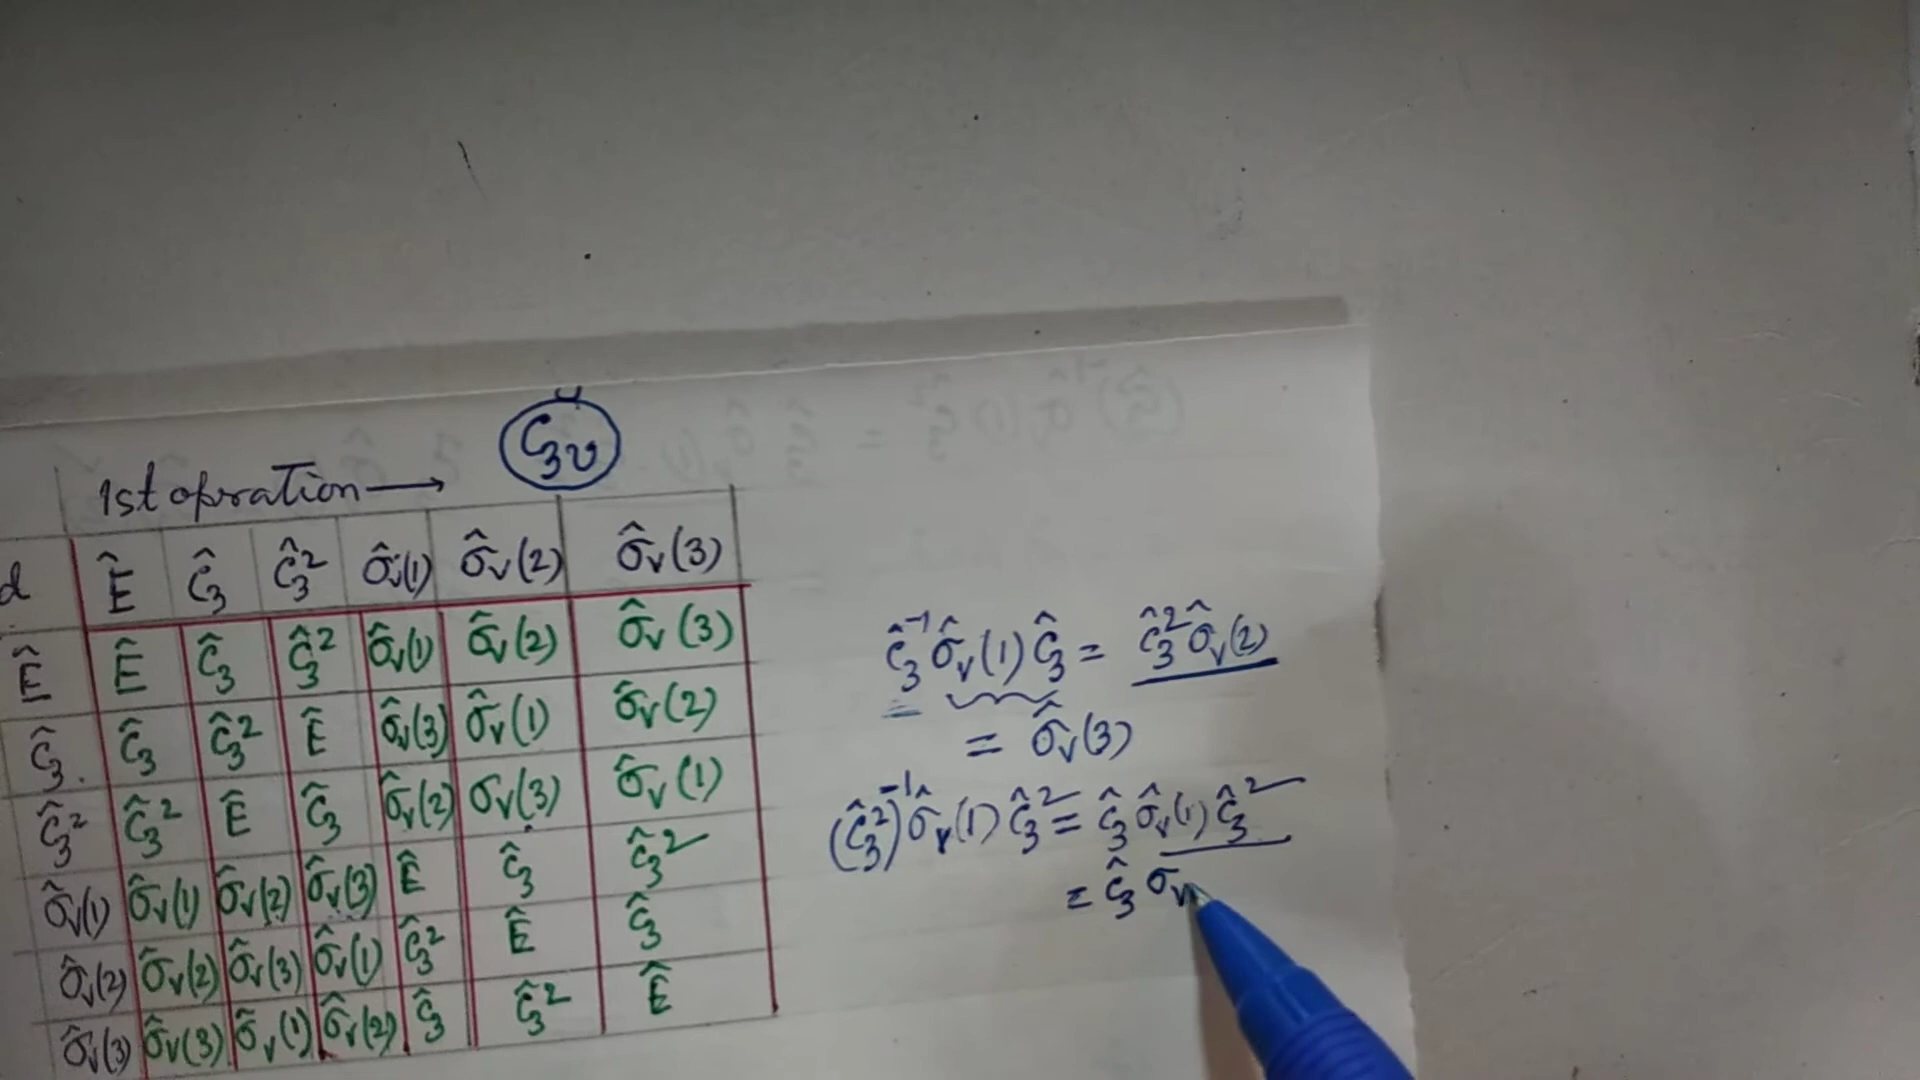 C₃v
1st opration →
d Ê Ĉ₃ Ĉ₃² σ̂v(1) σ̂v(2) σ̂v(3)
Ê Ê Ĉ₃ Ĉ₃² σ̂v(1) σ̂v(2) σ̂v(3)
Ĉ₃. Ĉ₃ Ĉ₃² Ê σ̂v(3) σ̂v(1) σ̂v(2)
Ĉ₃² Ĉ₃² Ê Ĉ₃ σ̂v(2) σv(3) σ̂v(1)
σ̂v(1) σ̂v(1) σ̂v(2) σ̂v(3) Ê Ĉ₃ Ĉ₃²
σ̂v(2) σ̂v(2) σ̂v(3) σ̂v(1) Ĉ₃² Ê Ĉ₃
σ̂v(3) σ̂v(3) σ̂v(1) σ̂v(2) Ĉ₃ Ĉ₃² Ê
Ĉ₃⁻¹ σ̂v(1) Ĉ₃ = Ĉ₃² σ̂v(2)
= σ̂v(3)
(Ĉ₃²)⁻¹ σ̂v(1) Ĉ₃² = Ĉ₃ σ̂v(1) Ĉ₃²
= Ĉ₃ σv